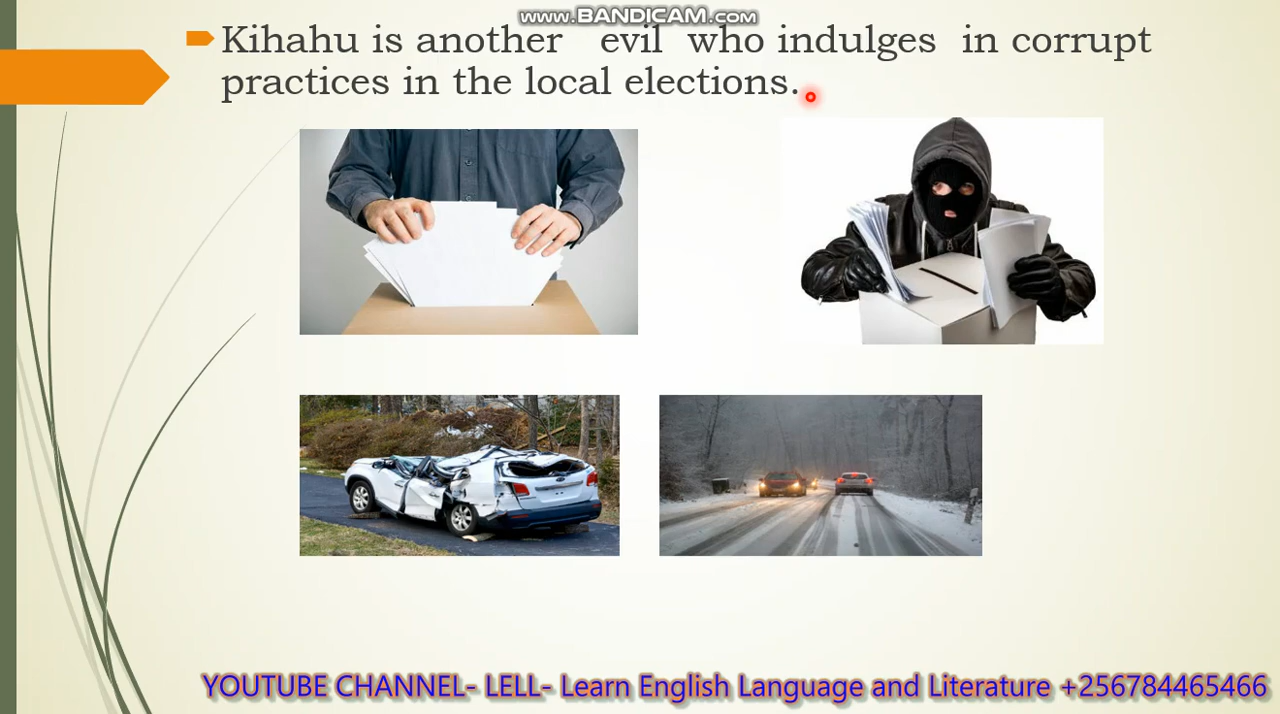 www.BANDICAM.com
Kihahu is another evil who indulges in corrupt
practices in the local elections.
YOUTUBE CHANNEL- LELL- Learn English Language and Literature +256784465466